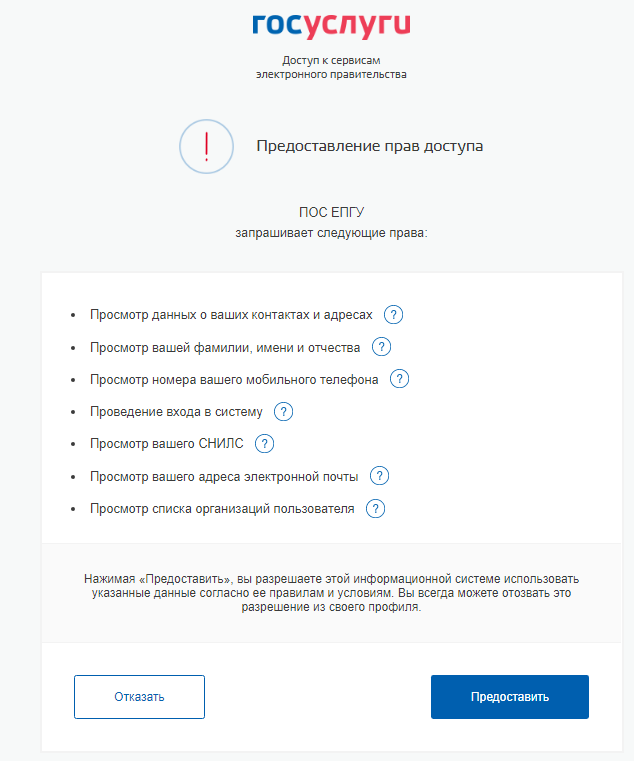 госуслуги
Доступ к сервисам
электронного правительства
!
Предоставление прав доступа
ПОС ЕПГУ
запрашивает следующие права:
• Просмотр данных о ваших контактах и адресах ?
• Просмотр вашей фамилии, имени и отчества ?
• Просмотр номера вашего мобильного телефона ?
• Проведение входа в систему ?
• Просмотр вашего СНИЛС ?
• Просмотр вашего адреса электронной почты ?
• Просмотр списка организаций пользователя ?
Нажимая «Предоставить», вы разрешаете этой информационной системе использовать
указанные данные согласно ее правилам и условиям. Вы всегда можете отозвать это
разрешение из своего профиля.
Отказать
Предоставить